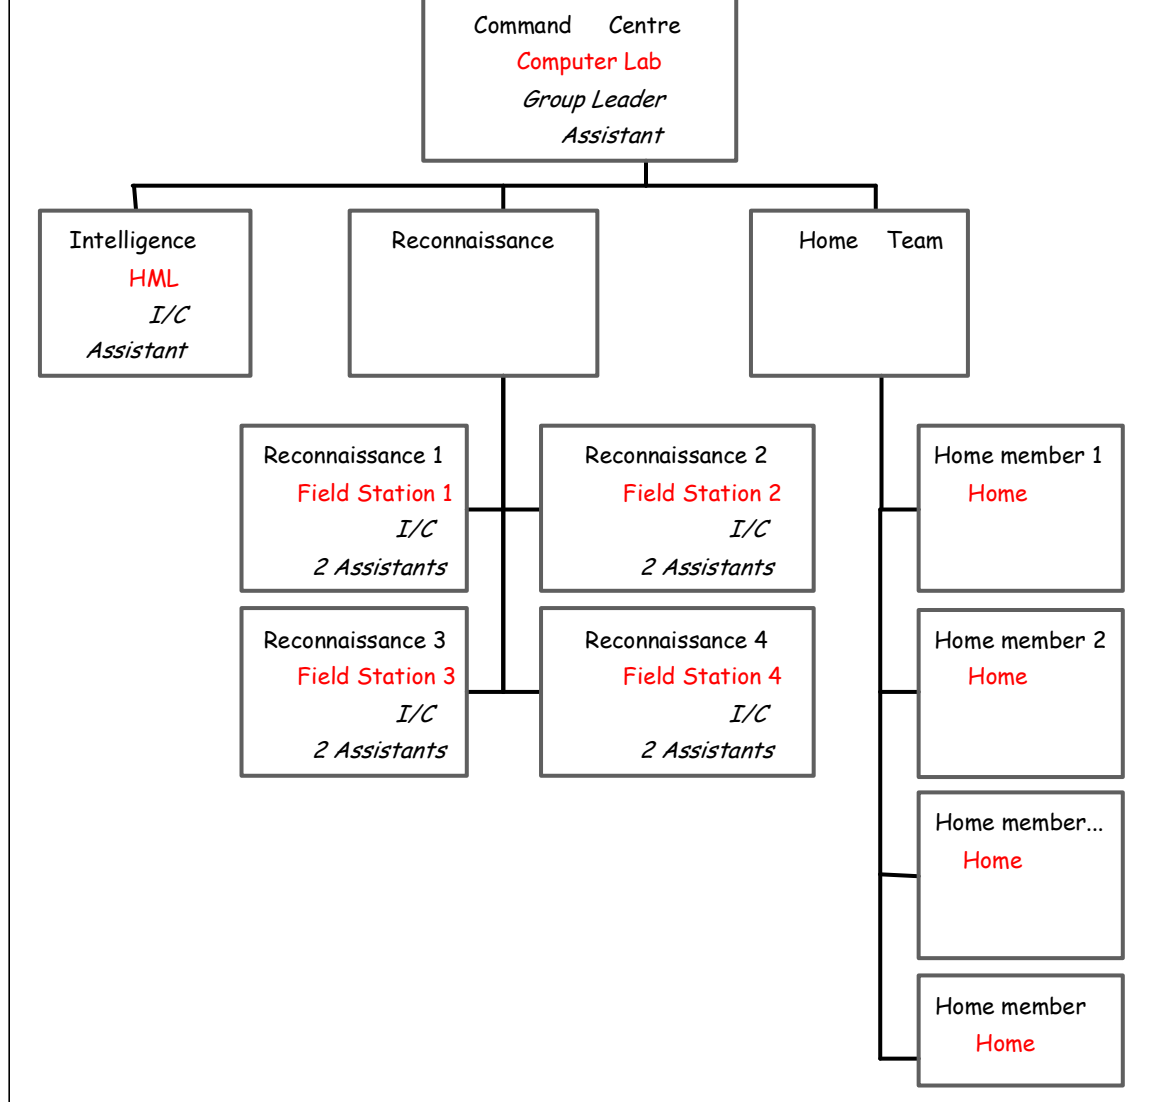 Command Centre
Computer Lab
Group Leader
Assistant
Intelligence
HML
I/C
Assistant
Reconnaissance
Home Team
Reconnaissance 1
Field Station 1
I/C
2 Assistants
Reconnaissance 2
Field Station 2
I/C
2 Assistants
Reconnaissance 3
Field Station 3
I/C
2 Assistants
Reconnaissance 4
Field Station 4
I/C
2 Assistants
Home member 1
Home
Home member 2
Home
Home member...
Home
Home member
Home